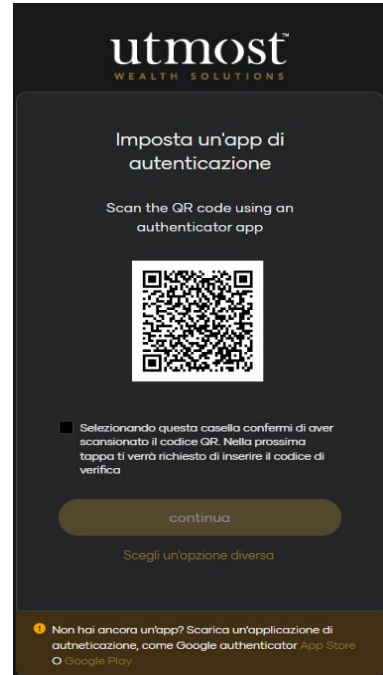 utmost™
WEALTH SOLUTIONS
Imposta un'app di
autenticazione
Scan the QR code using an
authenticator app
Selezionando questa casella confermi di aver
scansionato il codice QR. Nella prossima
tappa ti verrà richiesto di inserire il codice di
verifica
continua
Scegli un'opzione diversa
Non hai ancora un'app? Scarica un'applicazione di
autneticazione, come Google authenticator App Store
O Google Play